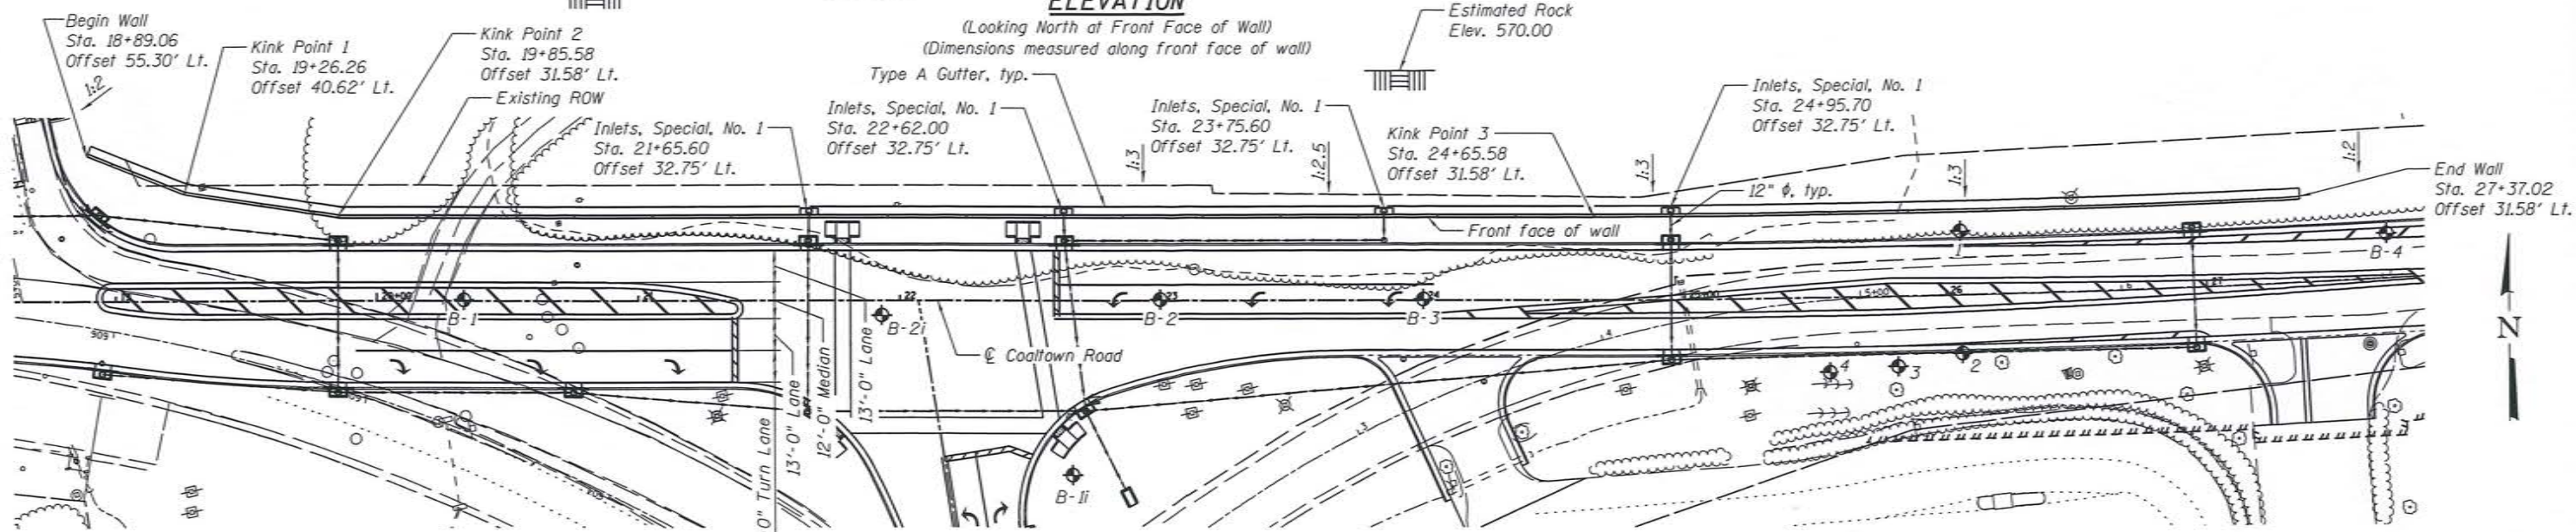 ELEVATION
(Looking North at Front Face of Wall)
(Dimensions measured along front face of wall)
Begin Wall
Sta. 18+89.06
Offset 55.30' Lt.
1:2
Kink Point 1
Sta. 19+26.26
Offset 40.62' Lt.
Kink Point 2
Sta. 19+85.58
Offset 31.58' Lt.
Existing ROW
Inlets, Special, No. 1
Sta. 21+65.60
Offset 32.75' Lt.
Type A Gutter, typ.
Inlets, Special, No. 1
Sta. 22+62.00
Offset 32.75' Lt.
1:3
Inlets, Special, No. 1
Sta. 23+75.60
Offset 32.75' Lt.
1:2.5
Estimated Rock
Elev. 570.00
Kink Point 3
Sta. 24+65.58
Offset 31.58' Lt.
1:3
Inlets, Special, No. 1
Sta. 24+95.70
Offset 32.75' Lt.
12" ϕ, typ.
1:3
1:2
End Wall
Sta. 27+37.02
Offset 31.58' Lt.
Front face of wall
B-1
B-2i
22
B-2
23
B-3
24
1
B-4
26
27
℄ Coaltown Road
0" Turn Lane
13'-0" Lane
12'-0" Median
13'-0" Lane
B-1i
4
3
2
N